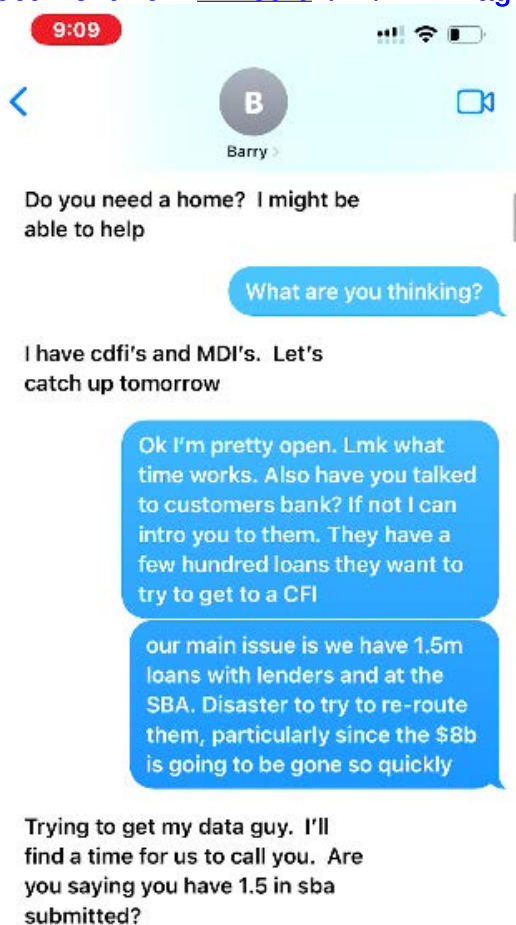 9:09
B
Barry
Do you need a home? I might be
able to help
What are you thinking?
I have cdfi's and MDI's. Let's
catch up tomorrow
Ok I'm pretty open. Lmk what
time works. Also have you talked
to customers bank? If not I can
intro you to them. They have a
few hundred loans they want to
try to get to a CFI
our main issue is we have 1.5m
loans with lenders and at the
SBA. Disaster to try to re-route
them, particularly since the $8b
is going to be gone so quickly
Trying to get my data guy. I'll
find a time for us to call you. Are
you saying you have 1.5 in sba
submitted?